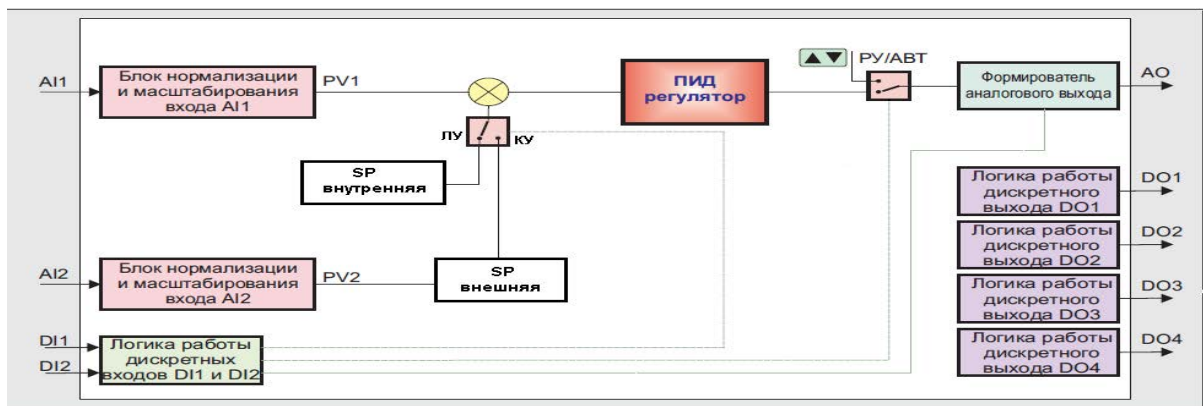 AI1
Блок нормализации
и масштабирования
входа AI1
PV1
ПИД
регулятор
РУ/АВТ
Формирователь
аналогового выхода
AO
ЛУ
КУ
SP
внутренняя
Логика работы
дискретного
выхода DO1
DO1
Логика работы
дискретного
выхода DO2
DO2
AI2
Блок нормализации
и масштабирования
входа AI2
PV2
SP
внешняя
Логика работы
дискретного
выхода DO3
DO3
DI1
DI2
Логика работы
дискретных
входов DI1 и DI2
Логика работы
дискретного
выхода DO4
DO4